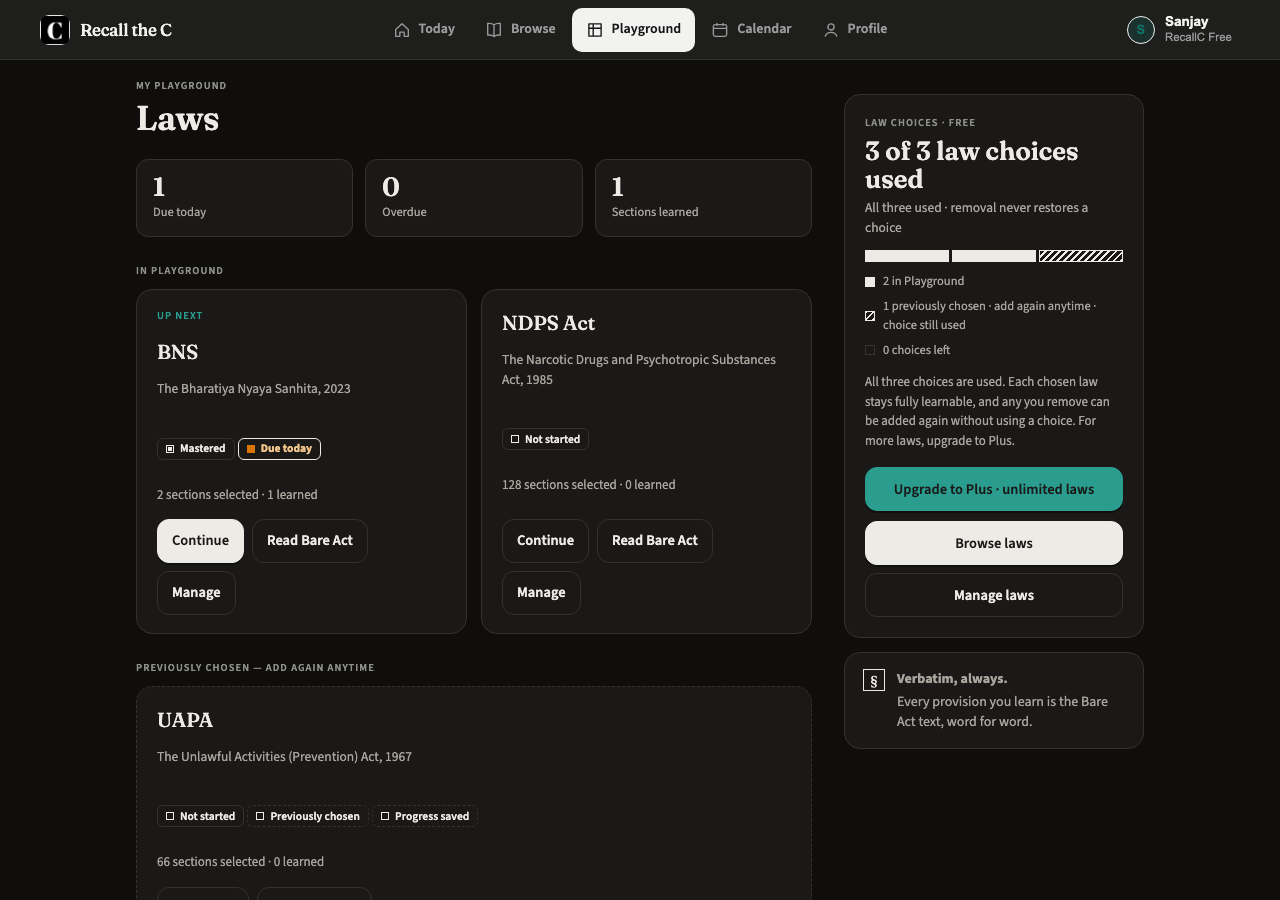 C Recall the C
Today
Browse
Playground
Calendar
Profile
S
Sanjay
RecallC Free
MY PLAYGROUND
Laws
1
Due today
0
Overdue
1
Sections learned
IN PLAYGROUND
UP NEXT
BNS
The Bharatiya Nyaya Sanhita, 2023
Mastered
Due today
2 sections selected · 1 learned
Continue
Read Bare Act
Manage
NDPS Act
The Narcotic Drugs and Psychotropic Substances
Act, 1985
Not started
128 sections selected · 0 learned
Continue
Read Bare Act
Manage
PREVIOUSLY CHOSEN — ADD AGAIN ANYTIME
UAPA
The Unlawful Activities (Prevention) Act, 1967
Not started
Previously chosen
Progress saved
66 sections selected · 0 learned
LAW CHOICES · FREE
3 of 3 law choices
used
All three used · removal never restores a
choice
2 in Playground
1 previously chosen · add again anytime ·
choice still used
0 choices left
All three choices are used. Each chosen law
stays fully learnable, and any you remove can
be added again without using a choice. For
more laws, upgrade to Plus.
Upgrade to Plus · unlimited laws
Browse laws
Manage laws
§
Verbatim, always.
Every provision you learn is the Bare
Act text, word for word.